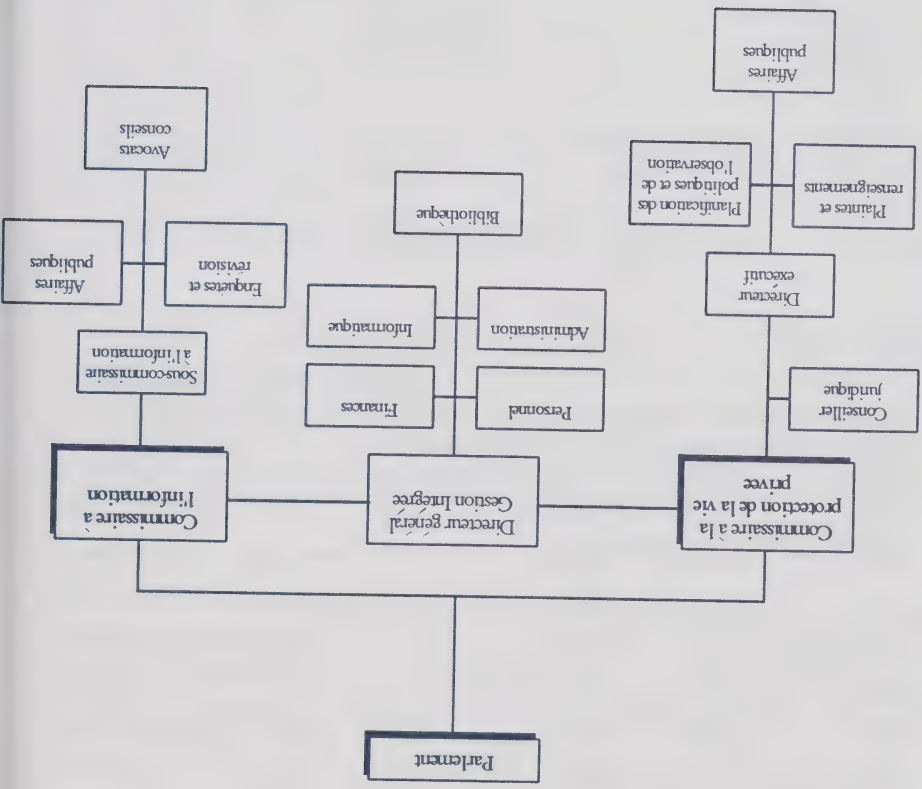 Parlement
Commissaire à la
protection de la vie
privée
Directeur général
Gestion Intégrée
Commissaire à
l'information
Conseiller
juridique
Directeur
exécutif
Plaintes et
renseignements
Planification des
politiques et de
l'observation
Affaires
publiques
Personnel
Finances
Administration
Informatique
Bibliothèque
Sous-commissaire
à l'information
Enquêtes et
révision
Affaires
publiques
Avocats
conseils